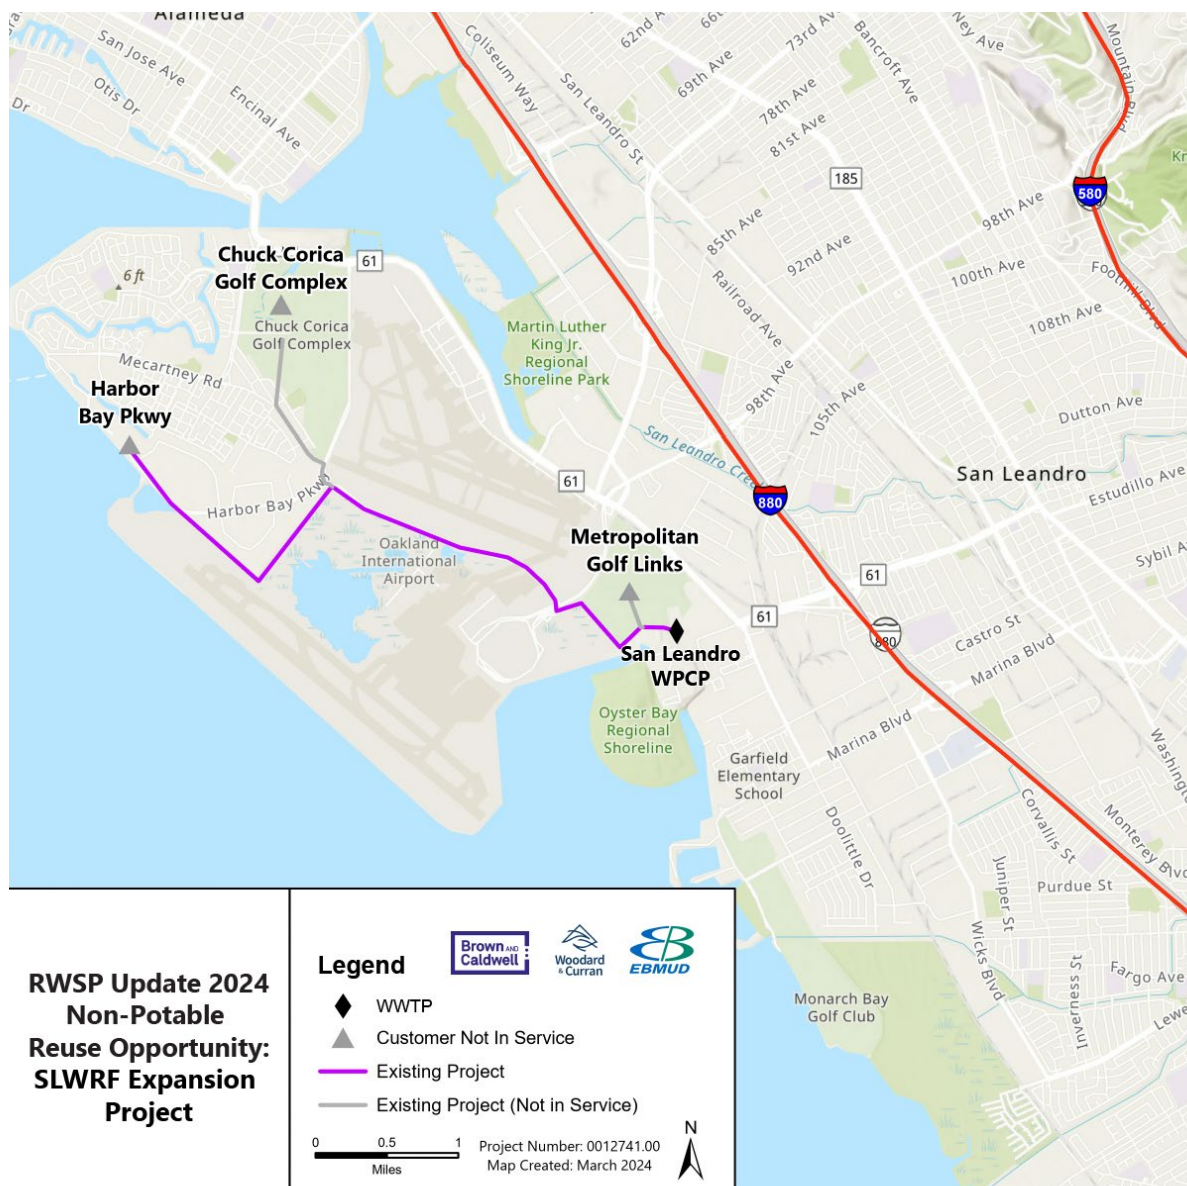 Alameda
San Jose Ave
Otis Dr
Encinal Ave
Dr
Coliseum Way
San Leandro St
62nd Ave
66t
69th Ave
73rd Av
78th Ave
81st Ave
Bancroft Ave
Ney Ave
Mountain Blvd
Kn
185
580
85th Ave
92nd Ave
98th Ave
100th Ave
Foothill Blvd
108th Ave
Railroad Ave
98th Ave
105th Ave
Dutton Ave
San Leandro
Estudillo Ave
Sybil A
6 ft
Chuck Corica
Golf Complex
61
Chuck Corica
Golf Complex
Mecartney Rd
Harbor
Bay Pkwy
Harbor Bay Pkwy
Martin Luther
King Jr.
Regional
Shoreline Park
San Leandro Creek
61
880
Oakland
International
Airport
Metropolitan
Golf Links
61
61
880
San Leandro
WPCP
Castro St
Marina Blvd
Marina Blvd
Oyster Bay
Regional
Shoreline
Garfield
Elementary
School
Doolittle Dr
Washingt
Corvallis St
Monterey Blvd
Juniper St
Purdue St
Wicks Blvd
Inverness St
Fargo Ave
Lewe
Monarch Bay
Golf Club
RWSP Update 2024
Non-Potable
Reuse Opportunity:
SLWRF Expansion
Project
Brown AND
Caldwell
Woodard
& Curran
EBMUD
Legend
WWTP
Customer Not In Service
Existing Project
Existing Project (Not in Service)
0 0.5 1
Miles
Project Number: 0012741.00
Map Created: March 2024
N